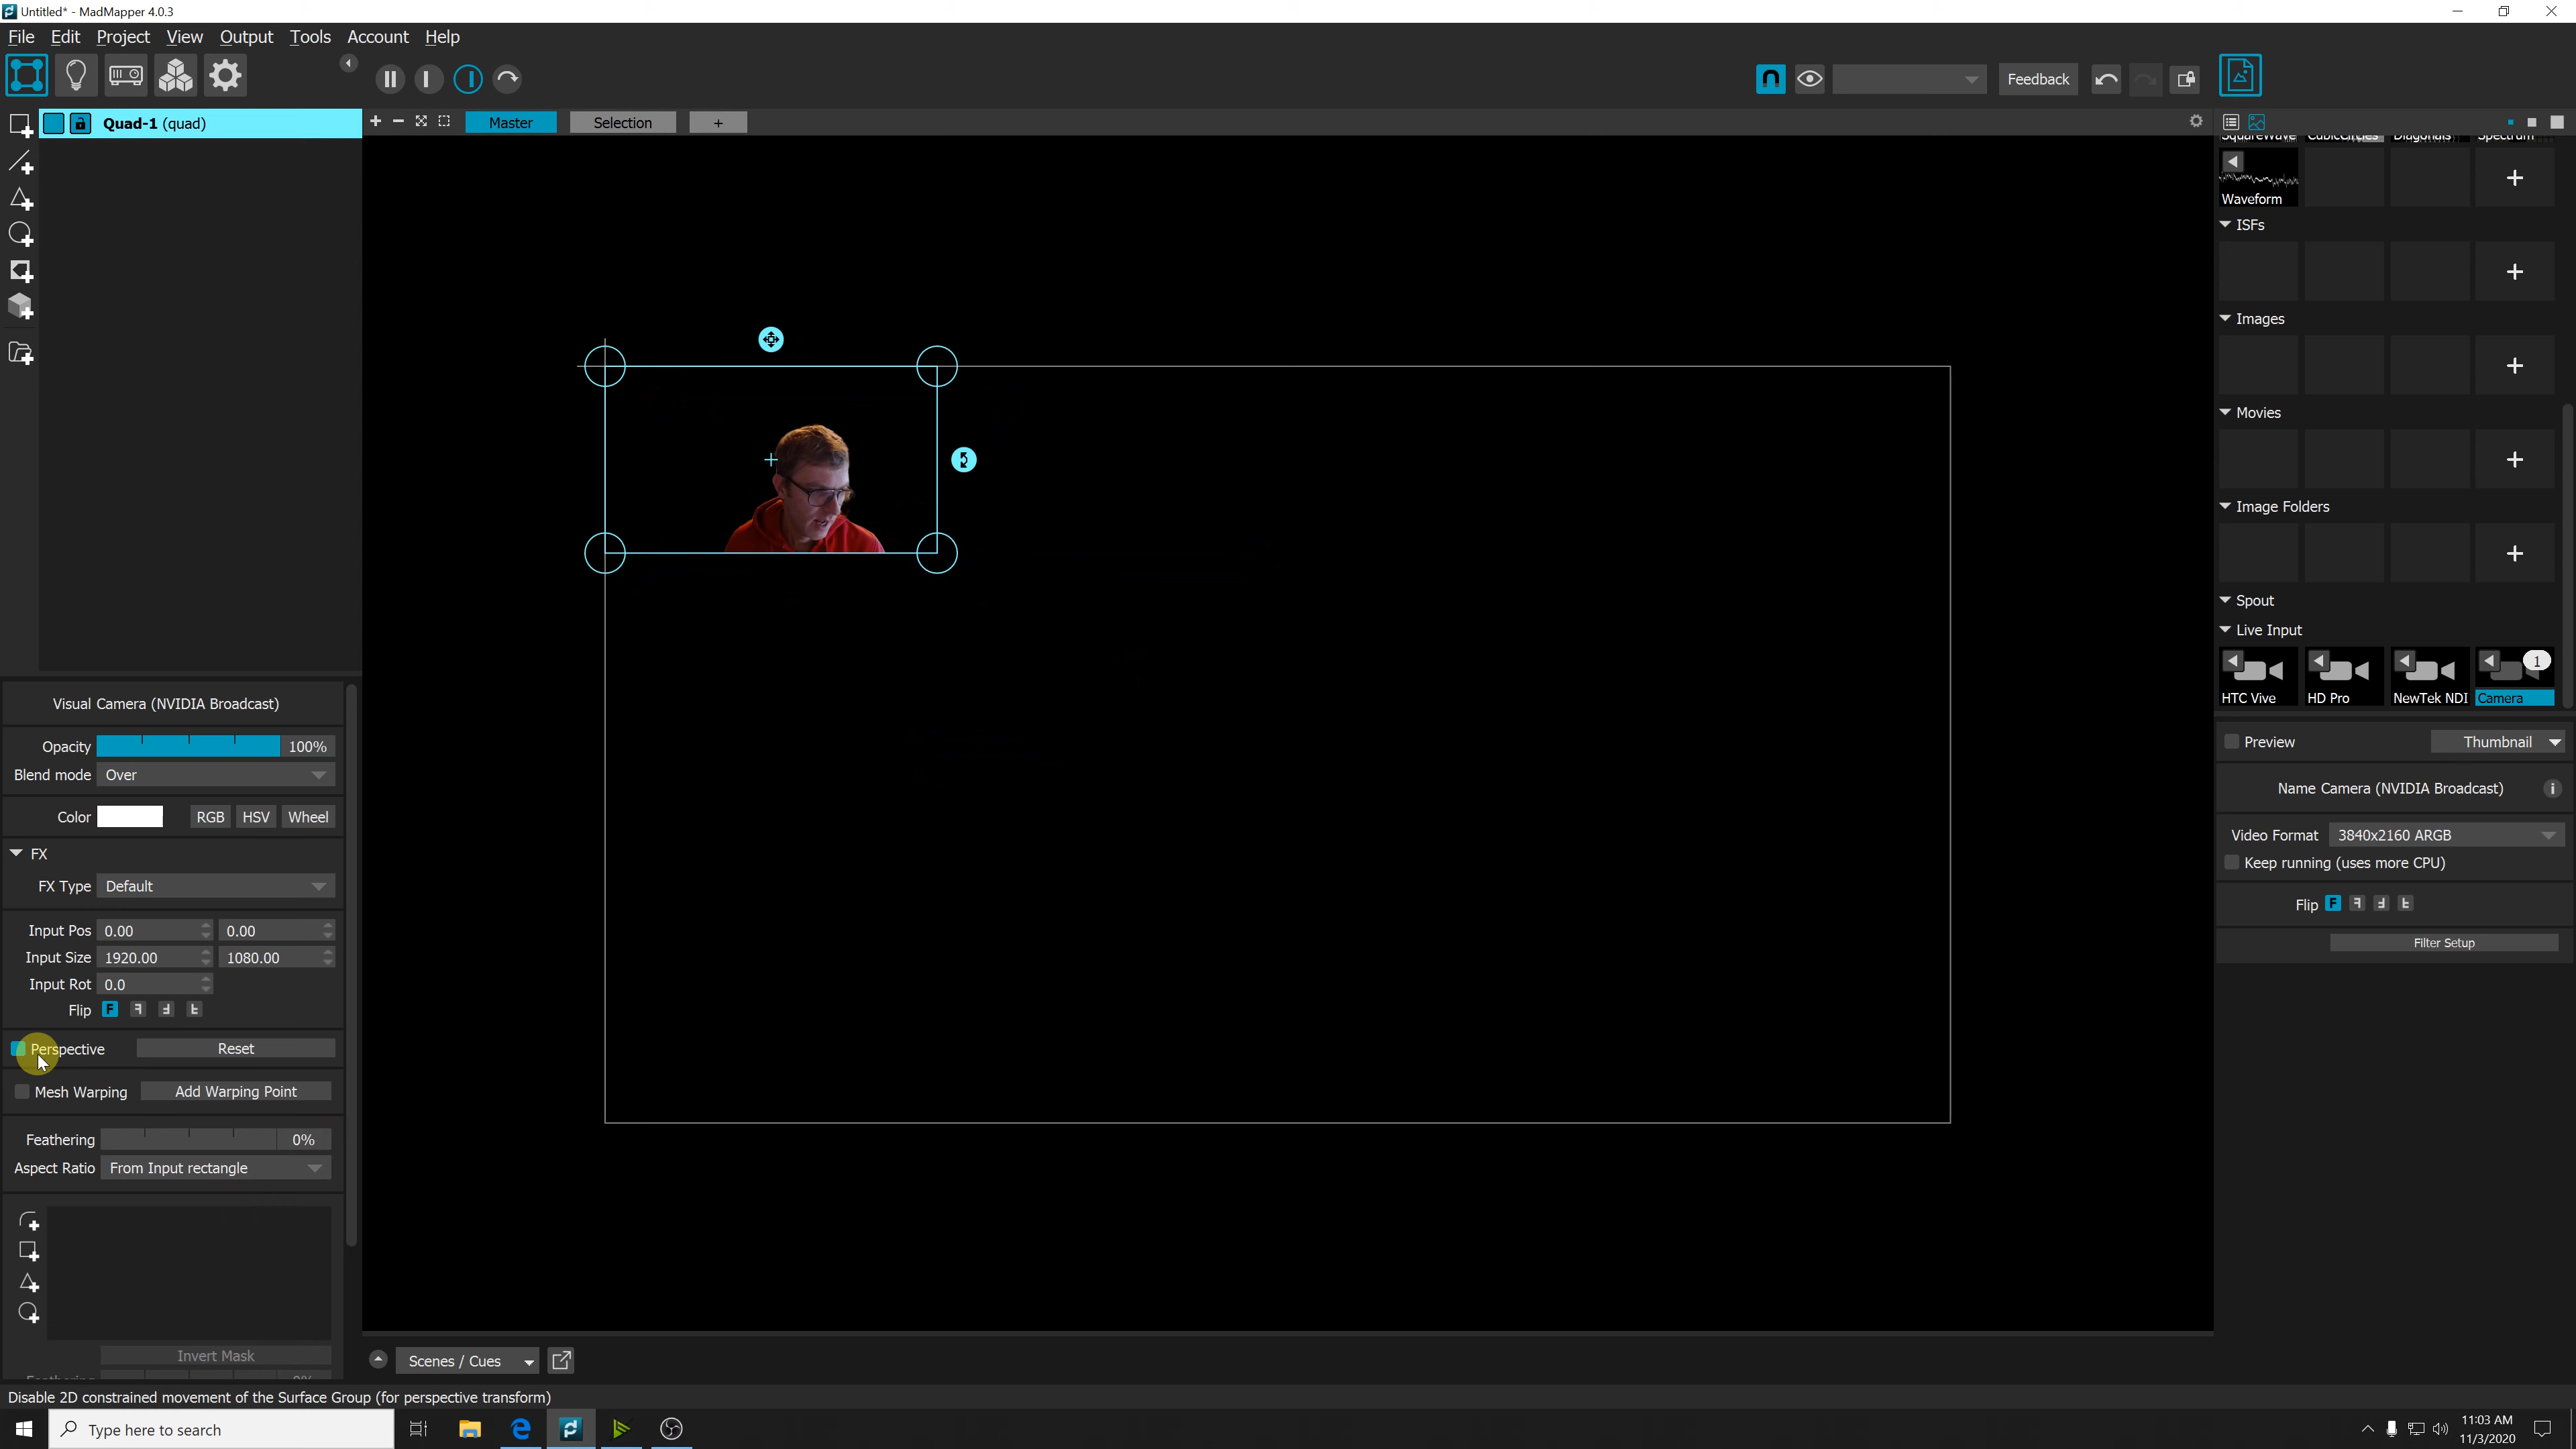 Untitled* - MadMapper 4.0.3
File Edit Project View Output Tools Account Help
Feedback
Quad-1 (quad)
Master Selection +
SquareWave CubicCircles Diagonals Spectrum
Waveform
ISFs
Images
Movies
Image Folders
Spout
Live Input
1
HTC Vive HD Pro NewTek NDI Camera
Visual Camera (NVIDIA Broadcast)
Opacity 100%
Blend mode Over
Color RGB HSV Wheel
FX
FX Type Default
Input Pos 0.00 0.00
Input Size 1920.00 1080.00
Input Rot 0.0
Flip F
Perspective Reset
Mesh Warping Add Warping Point
Feathering 0%
Aspect Ratio From Input rectangle
Invert Mask
Preview Thumbnail
Name Camera (NVIDIA Broadcast)
Video Format 3840x2160 ARGB
Keep running (uses more CPU)
Flip F
Filter Setup
Scenes / Cues
Disable 2D constrained movement of the Surface Group (for perspective transform)
Type here to search
11:03 AM
11/3/2020